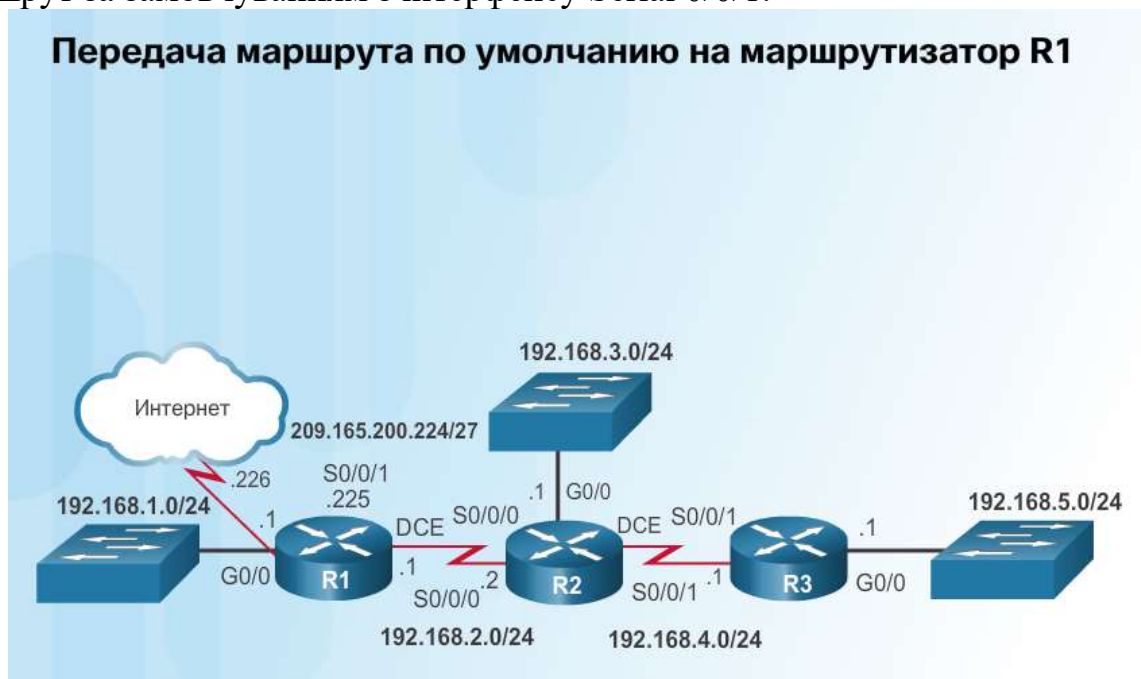 Передача маршрута по умолчанию на маршрутизатор R1
192.168.3.0/24
Интернет
209.165.200.224/27
.226
S0/0/1
.225
192.168.1.0/24
.1
DCE
S0/0/0
.1
G0/0
DCE
S0/0/1
.1
192.168.5.0/24
G0/0
R1
.1
S0/0/0
.2
R2
S0/0/1
.1
R3
G0/0
192.168.2.0/24
192.168.4.0/24